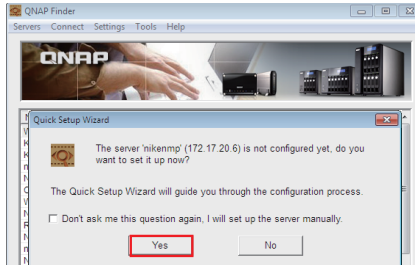 QNAP Finder
Servers Connect Settings Tools Help
QNAP
Quick Setup Wizard
The server 'nikenmp' (172.17.20.6) is not configured yet, do you
want to set it up now?
The Quick Setup Wizard will guide you through the configuration process.
Don't ask me this question again, I will set up the server manually.
Yes No